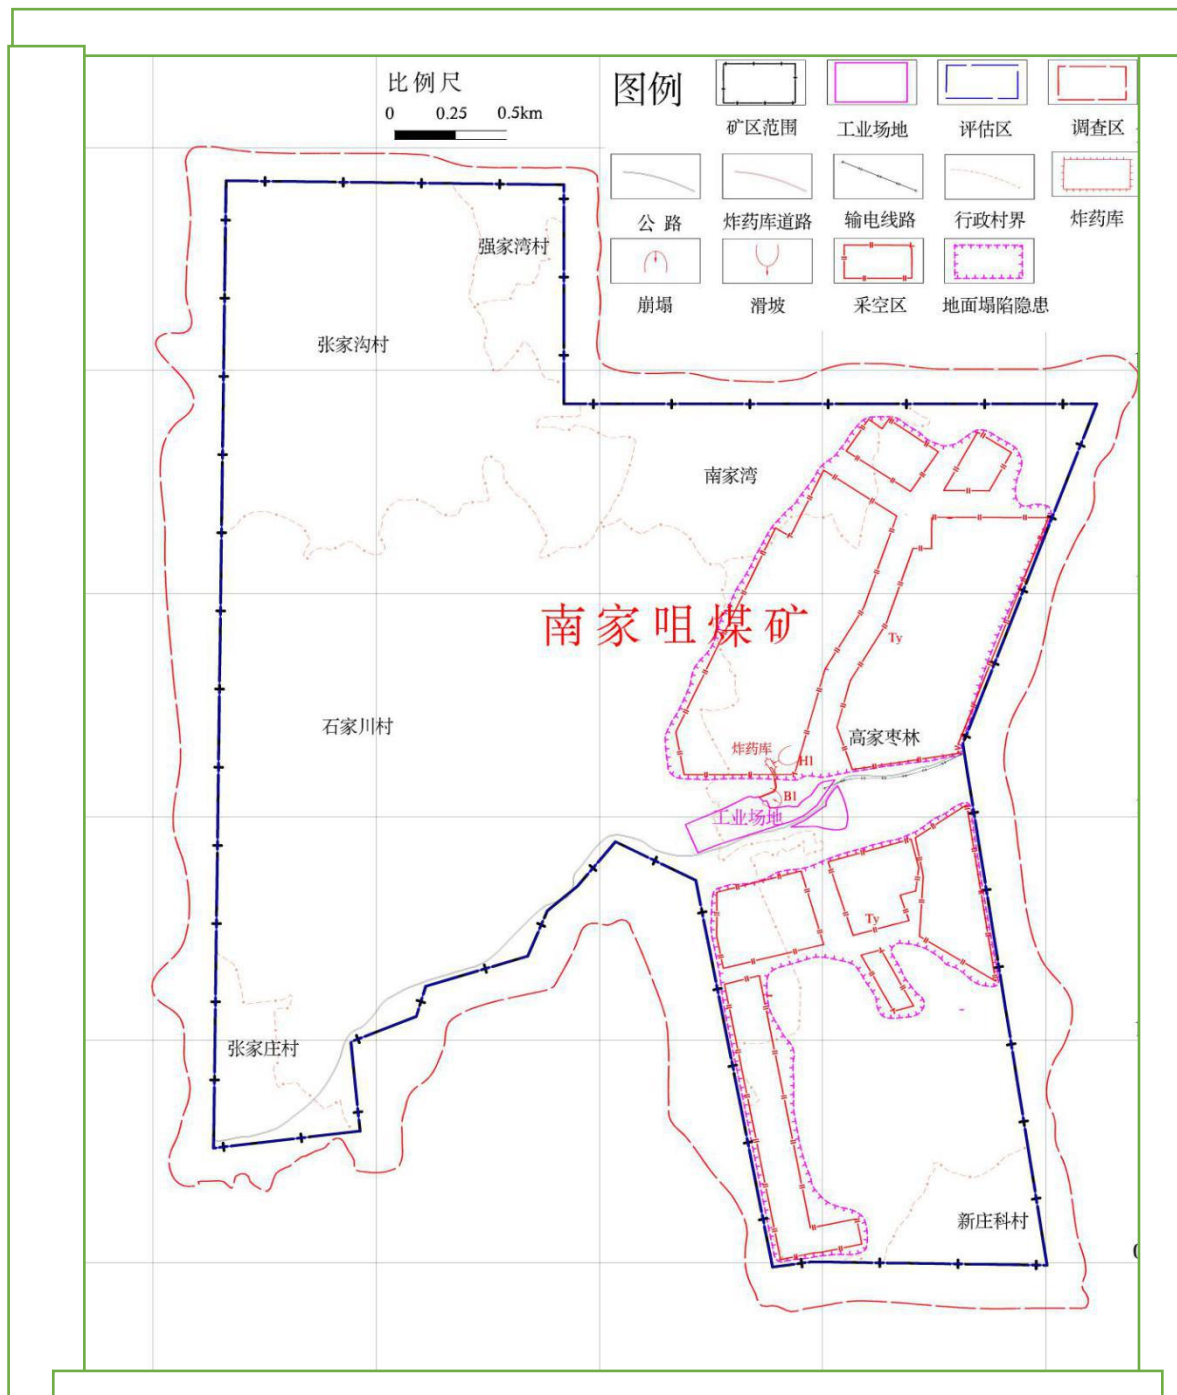 比例尺
0 0.25 0.5km
图例
矿区范围 工业场地 评估区 调查区
公 路 炸药库道路 输电线路 行政村界 炸药库
崩塌 滑坡 采空区 地面塌陷隐患
强家湾村
张家沟村
南家湾
南家咀煤矿
Ty
石家川村
高家枣林
炸药库
H1
B1
工业场地
Ty
张家庄村
新庄科村